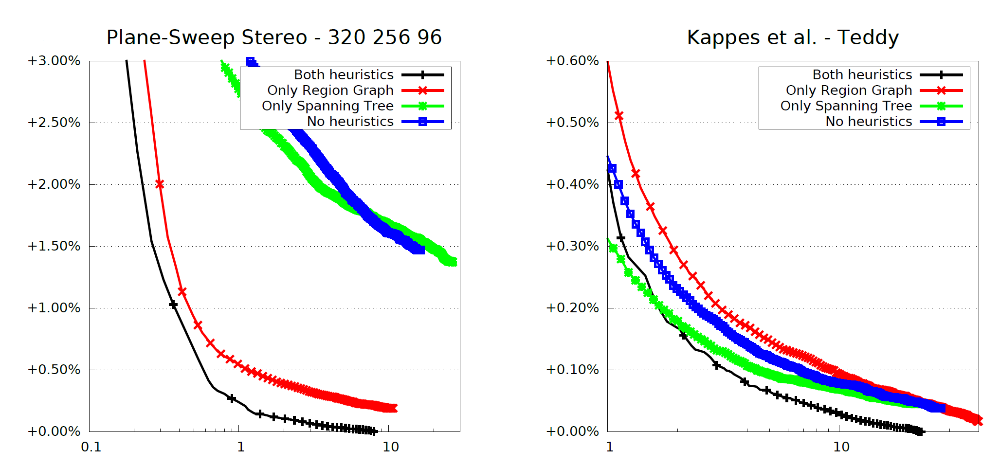 Plane-Sweep Stereo - 320 256 96
+3.00%
+2.50%
+2.00%
+1.50%
+1.00%
+0.50%
+0.00%
0.1
1
10
Both heuristics
Only Region Graph
Only Spanning Tree
No heuristics
Kappes et al. - Teddy
+0.60%
+0.50%
+0.40%
+0.30%
+0.20%
+0.10%
+0.00%
1
10
Both heuristics
Only Region Graph
Only Spanning Tree
No heuristics